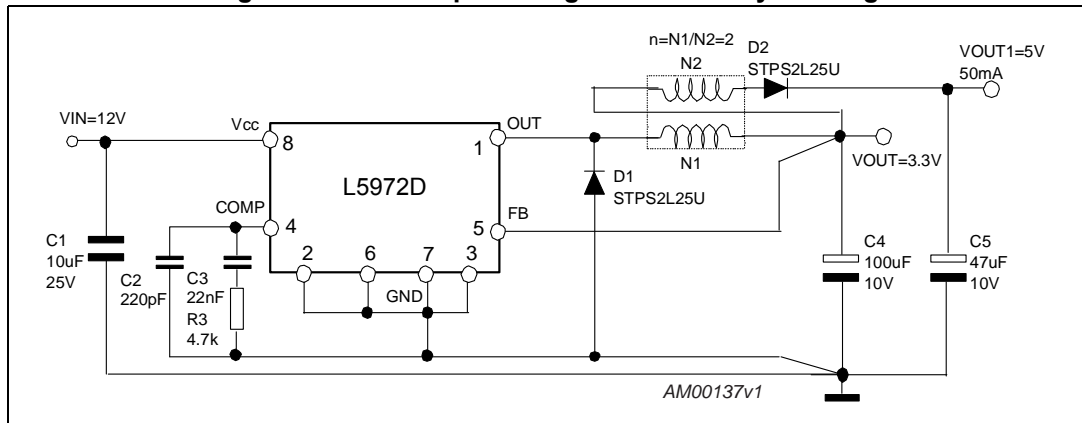 n=N1/N2=2
D2
STPS2L25U
N2
VOUT1=5V
50mA
VIN=12V
Vcc
8
OUT
1
N1
VOUT=3.3V
L5972D
D1
STPS2L25U
COMP
4
FB
5
2
6
7
3
GND
C1
10uF
25V
C2
220pF
C3
22nF
R3
4.7k
C4
100uF
10V
C5
47uF
10V
AM00137v1